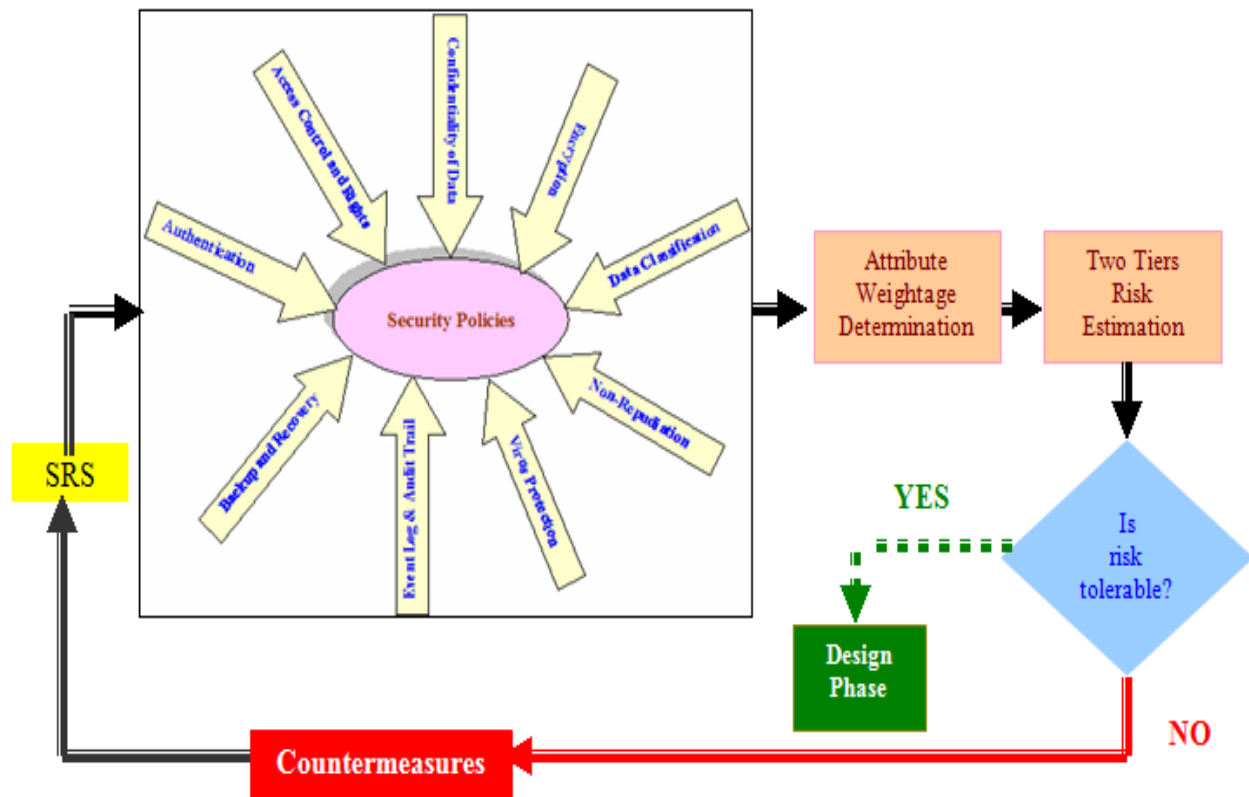 Confidentiality of Data
Access Control and Rights
Encryption
Authentication
Data Classification
Security Policies
Backup and Recovery
Event Log & Audit Trail
Virus Protection
Non-Repudiation
Attribute
Weightage
Determination
Two Tiers
Risk
Estimation
SRS
YES
Is
risk
tolerable?
Design
Phase
NO
Countermeasures